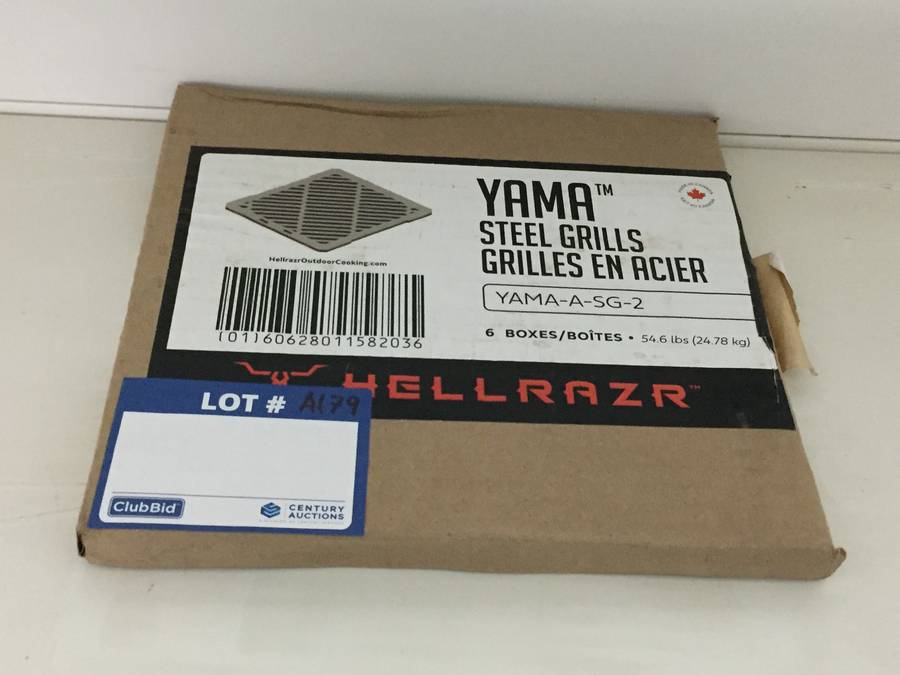 YAMA™
STEEL GRILLS
GRILLES EN ACIER
YAMA-A-SG-2
6 BOXES/BOÎTES • 54.6 lbs (24.78 kg)
HellrazrOutdoorCooking.com
(01)60628011582036
HELLRAZR™
LOT # A179
ClubBid
CENTURY
AUCTIONS